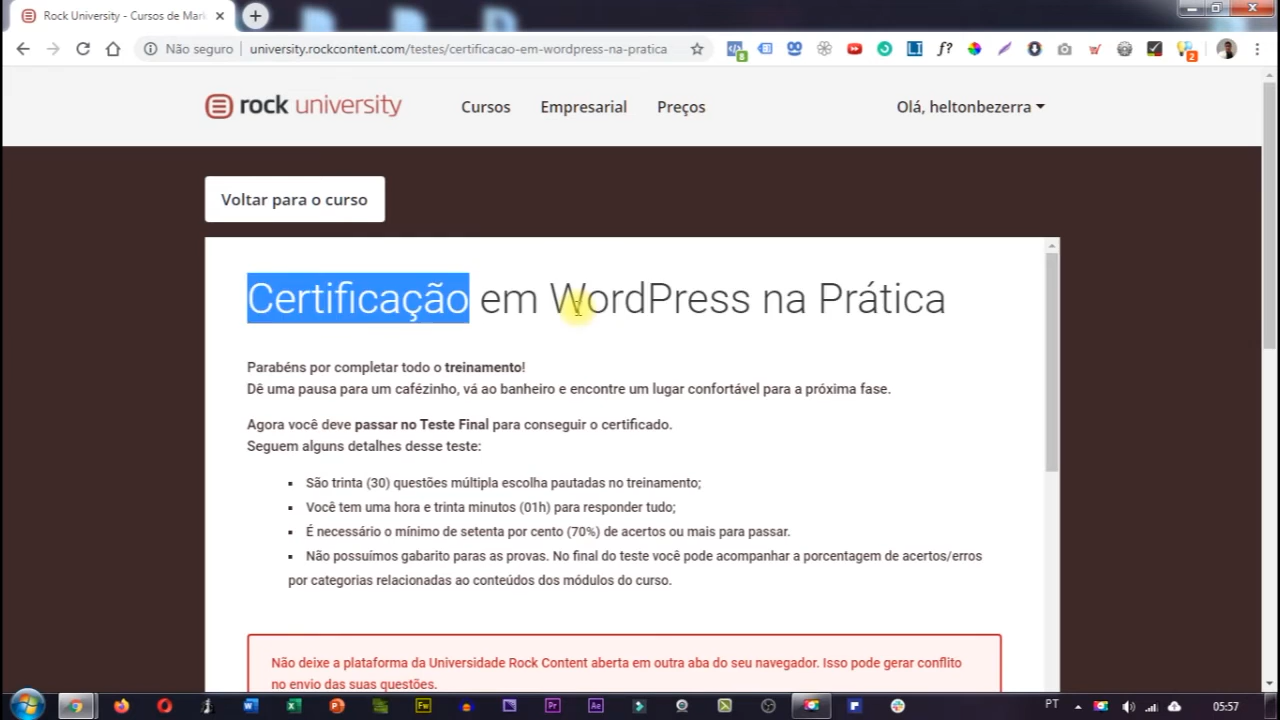 Rock University - Cursos de Mark
Não seguro
university.rockcontent.com/testes/certificacao-em-wordpress-na-pratica
f?
8
2
rock university
Cursos
Empresarial
Preços
Olá, heltonbezerra
Voltar para o curso
Certificação em WordPress na Prática
Parabéns por completar todo o treinamento!
Dê uma pausa para um cafézinho, vá ao banheiro e encontre um lugar confortável para a próxima fase.
Agora você deve passar no Teste Final para conseguir o certificado.
Seguem alguns detalhes desse teste:
São trinta (30) questões múltipla escolha pautadas no treinamento;
Você tem uma hora e trinta minutos (01h) para responder tudo;
É necessário o mínimo de setenta por cento (70%) de acertos ou mais para passar.
Não possuímos gabarito paras as provas. No final do teste você pode acompanhar a porcentagem de acertos/erros
por categorias relacionadas ao conteúdos dos módulos do curso.
Não deixe a plataforma da Universidade Rock Content aberta em outra aba do seu navegador. Isso pode gerar conflito
no envio das suas questões.
Fw
Pr
Ae
PT
05:57